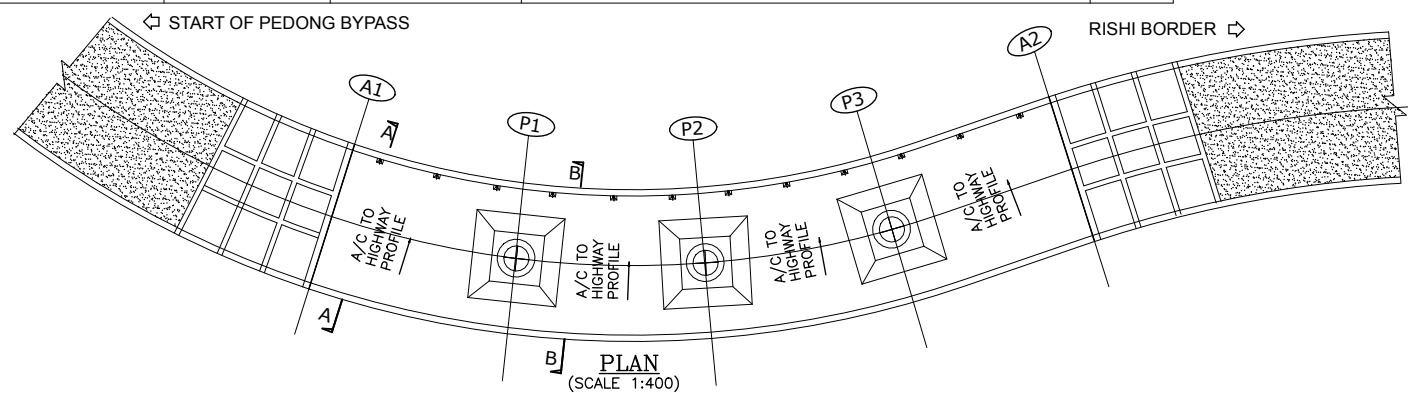 START OF PEDONG BYPASS
RISHI BORDER
A1
P1
P2
P3
A2
A
B
A/C TO
HIGHWAY
PROFILE
A/C TO
HIGHWAY
PROFILE
A/C TO
HIGHWAY
PROFILE
A/C TO
HIGHWAY
PROFILE
A
B
PLAN
(SCALE 1:400)